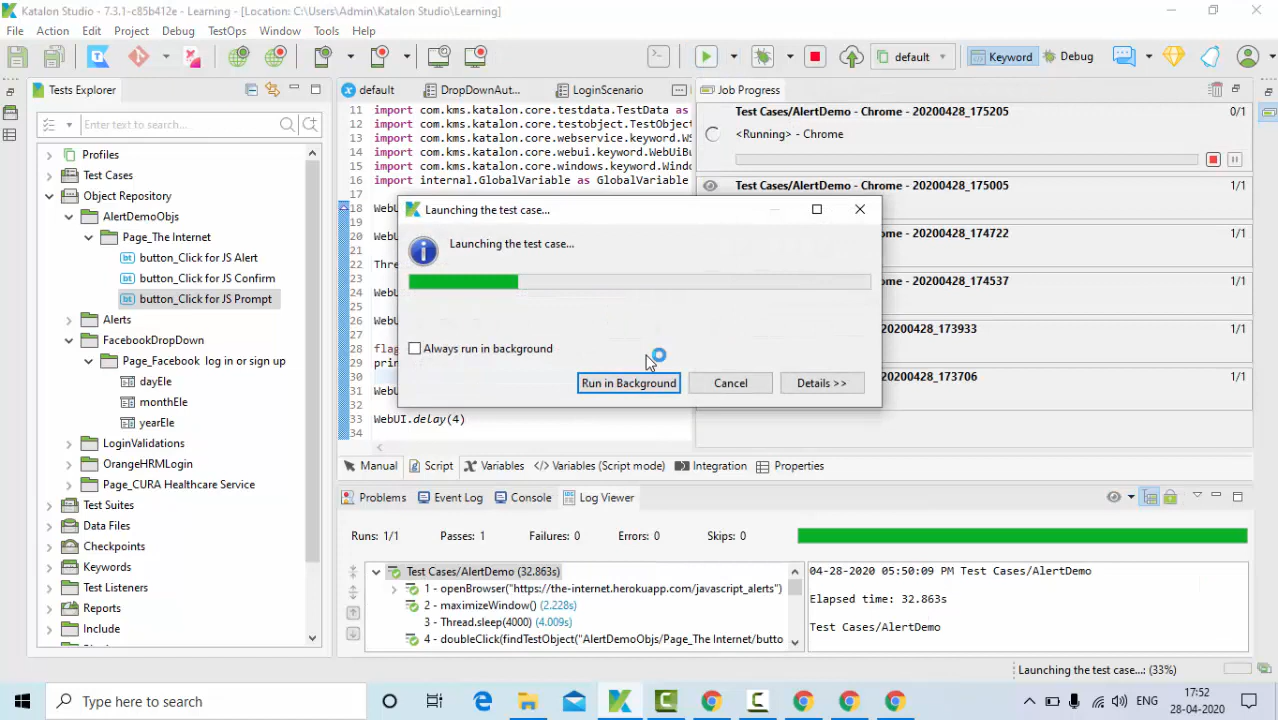 Katalon Studio - 7.3.1-c85b412e - Learning - [Location: C:\Users\Admin\Katalon Studio\Learning]
File Action Project Debug TestOps Window Tools Help
default Keyword Debug
Tests Explorer
Enter text to search...
Profiles
Test Cases
Object Repository
AlertDemoObjs
Page_The Internet
button_Click for JS Alert
button_Click for JS Confirm
button_Click for JS Prompt
Alerts
FacebookDropDown
Page_Facebook log in or sign up
dayEle
monthEle
yearEle
LoginValidations
OrangeHRMLogin
Page_CURA Healthcare Service
Test Suites
Data Files
Checkpoints
Keywords
Test Listeners
Reports
Include
default DropDownAut... LoginScenario
11 import com.kms.katalon.core.testdata.TestData as
12 import com.kms.katalon.core.testobject.TestObject
13 import com.kms.katalon.core.webservice.keyword.WS
14 import com.kms.katalon.core.webui.keyword.WebUiBu
15 import com.kms.katalon.core.windows.keyword.Windo
16 import internal.GlobalVariable as GlobalVariable
17
18 WebU
19
20 WebU
21
22 Thre
23
24 WebU
25
26 WebU
27
28 flag
29 prin
30
31 WebU
32
33 WebUI.delay(4)
34
Launching the test case...
Launching the test case...
Always run in background
Run in Background Cancel Details >>
Job Progress
Test Cases/AlertDemo - Chrome - 20200428_175205 0/1
<Running> - Chrome
Test Cases/AlertDemo - Chrome - 20200428_175005 1/1
ome - 20200428_174722 1/1
ome - 20200428_174537 1/1
20200428_173933 1/1
20200428_173706 1/1
Manual Script Variables Variables (Script mode) Integration Properties
Problems Event Log Console Log Viewer
Runs: 1/1 Passes: 1 Failures: 0 Errors: 0 Skips: 0
Test Cases/AlertDemo (32.863s)
1 - openBrowser("https://the-internet.herokuapp.com/javascript_alerts")
2 - maximizeWindow() (2.228s)
3 - Thread.sleep(4000) (4.009s)
4 - doubleClick(findTestObject("AlertDemoObjs/Page_The Internet/butto
04-28-2020 05:50:09 PM Test Cases/AlertDemo
Elapsed time: 32.863s
Test Cases/AlertDemo
Launching the test case...: (33%)
Type here to search
ENG
17:52
28-04-2020